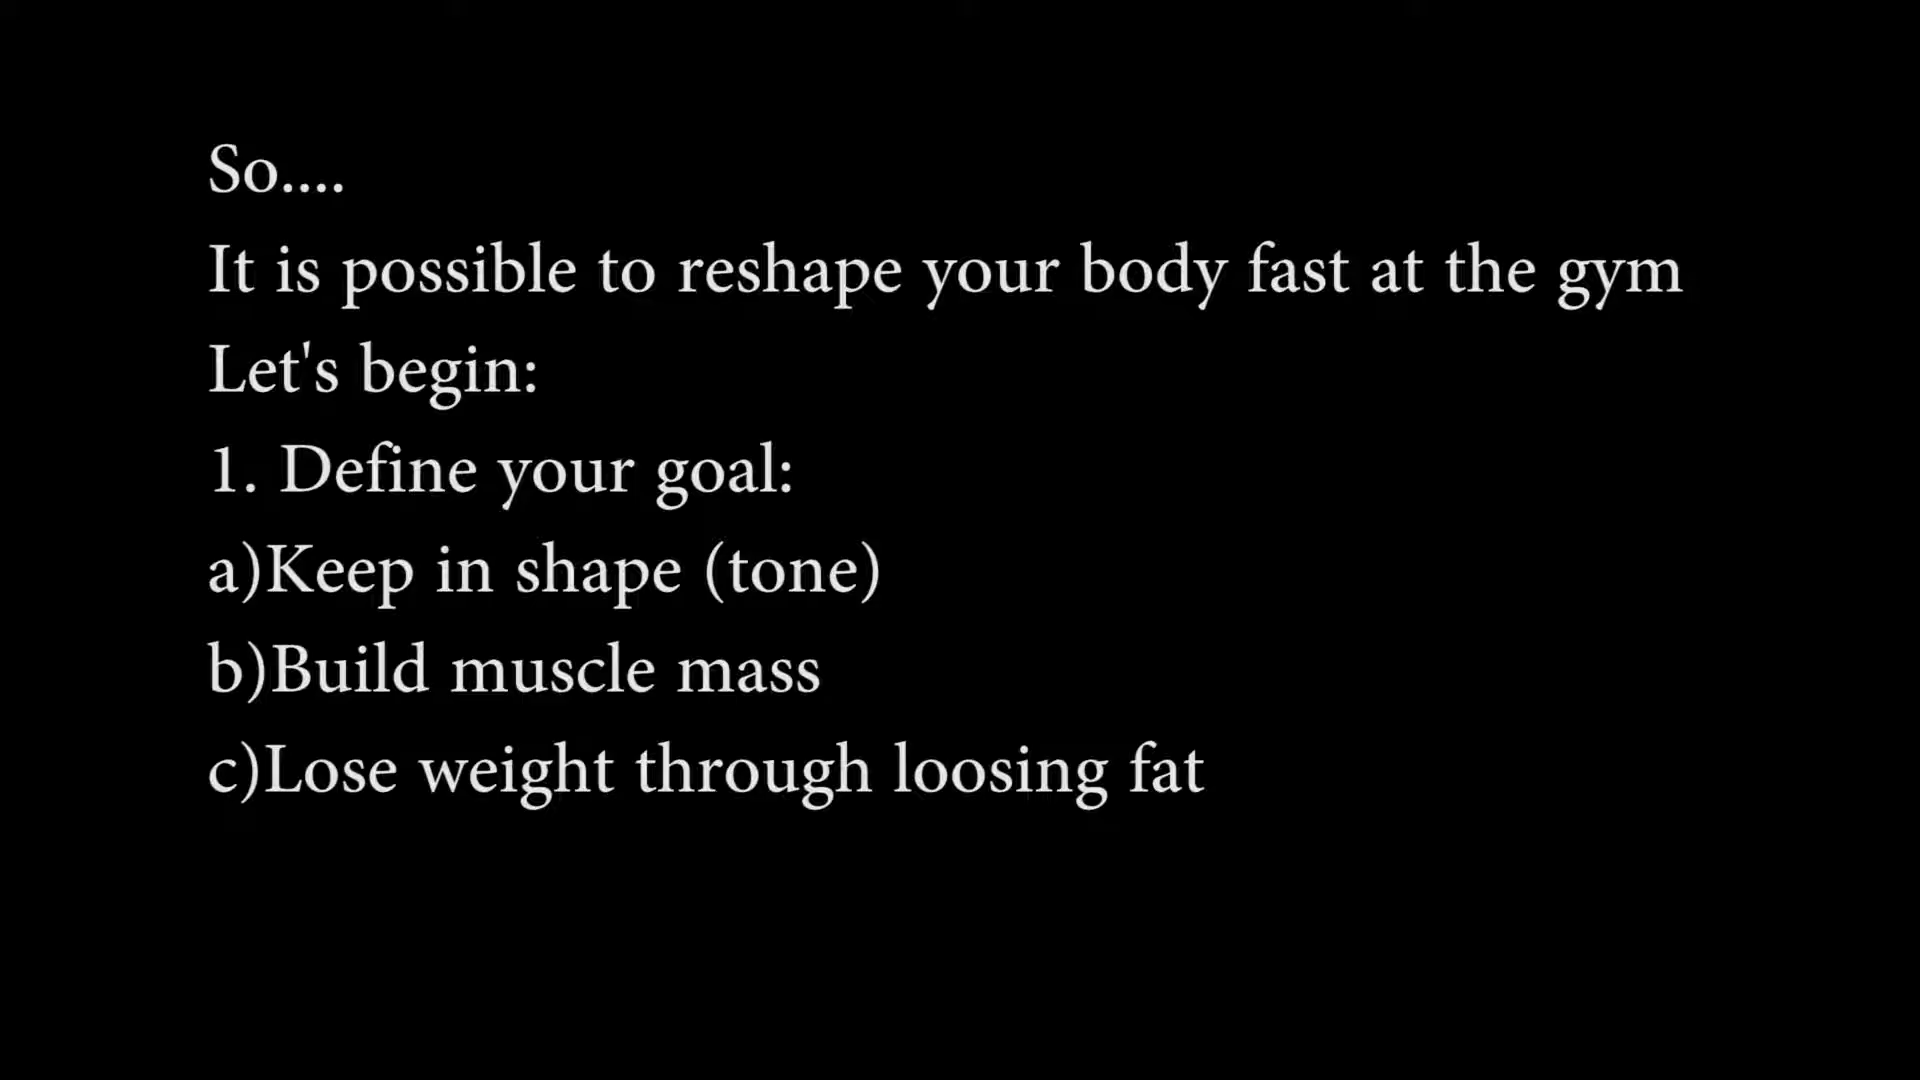 So....
It is possible to reshape your body fast at the gym
Let's begin:
1. Define your goal:
a)Keep in shape (tone)
b)Build muscle mass
c)Lose weight through loosing fat